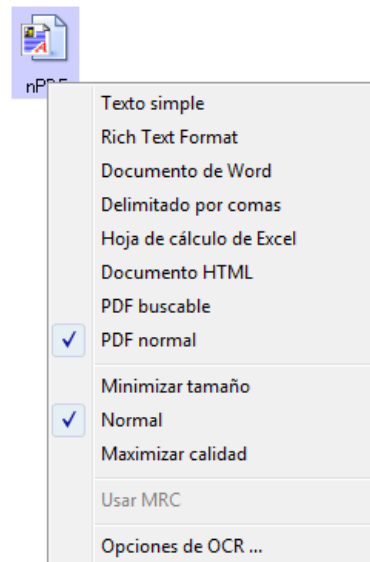 nPDF
Texto simple
Rich Text Format
Documento de Word
Delimitado por comas
Hoja de cálculo de Excel
Documento HTML
PDF buscable
PDF normal
Minimizar tamaño
Normal
Maximizar calidad
Usar MRC
Opciones de OCR ...